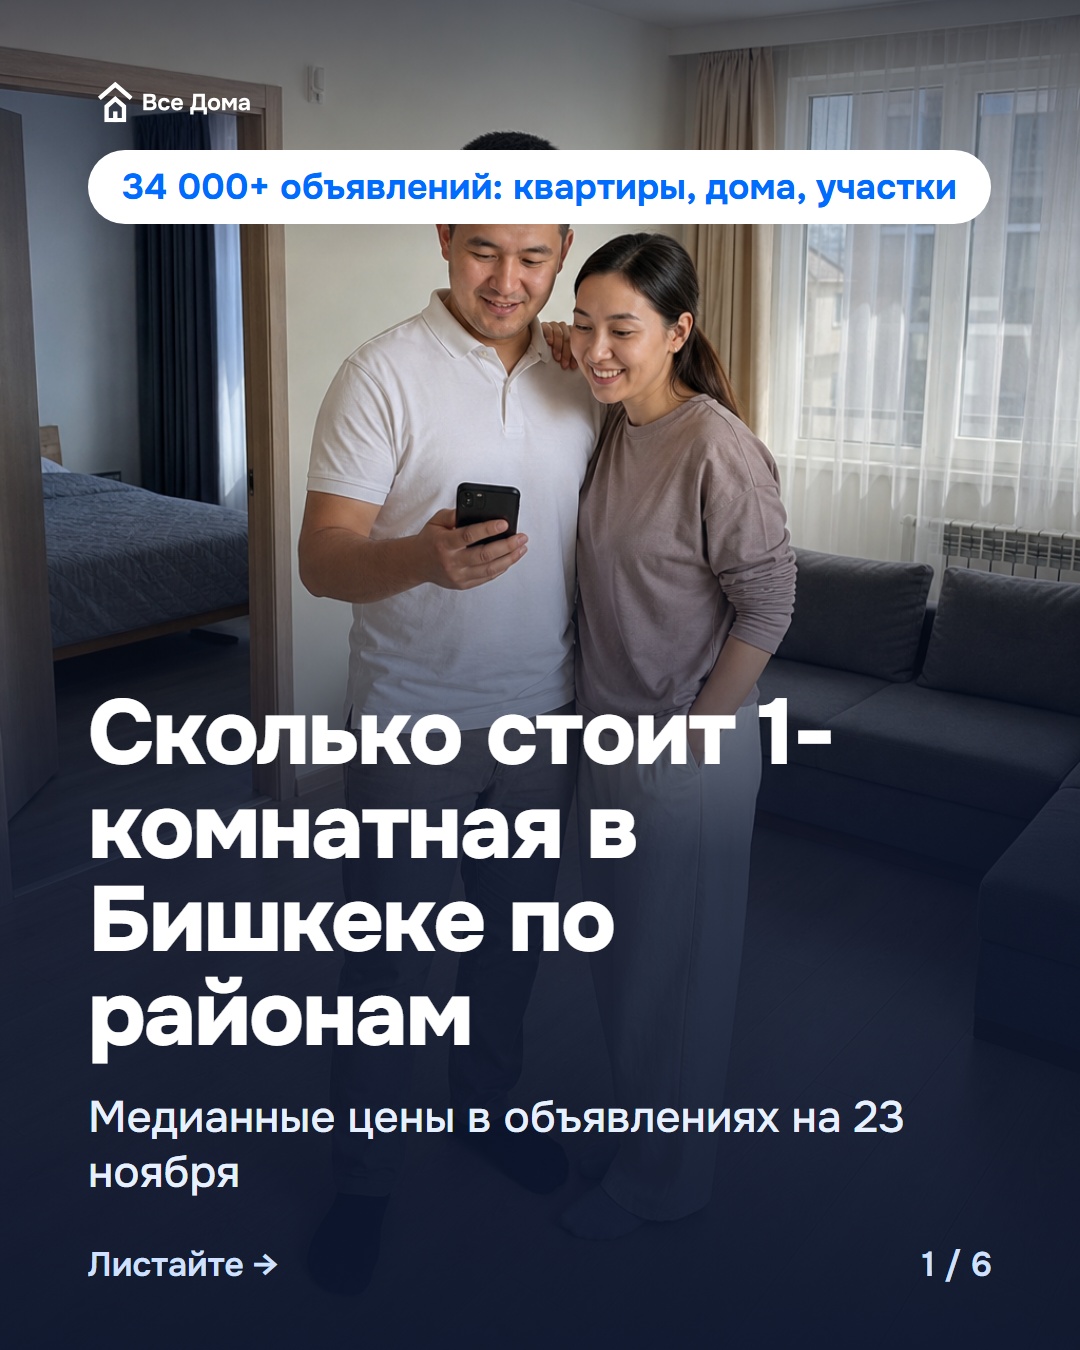 Все Дома
34 000+ объявлений: квартиры, дома, участки
Сколько стоит 1-
комнатная в
Бишкеке по
районам
Медианные цены в объявлениях на 23
ноября
Листайте →
1 / 6